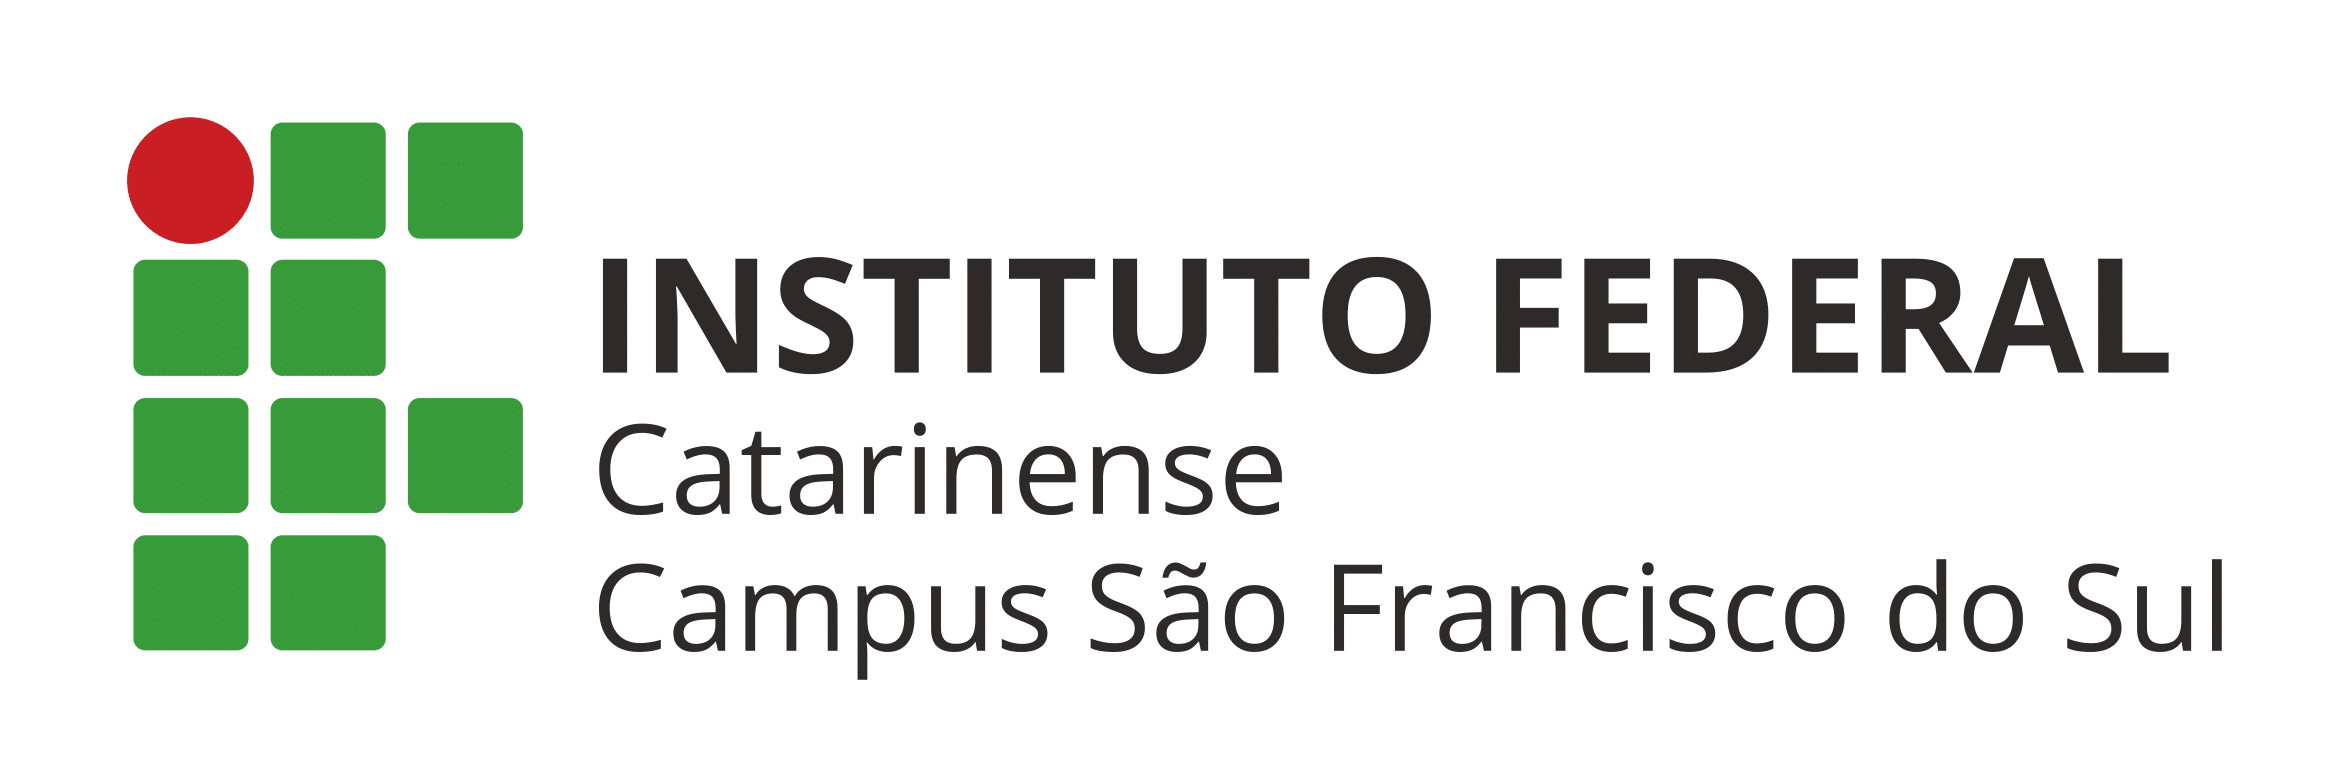 INSTITUTO FEDERAL
Catarinense
Campus São Francisco do Sul